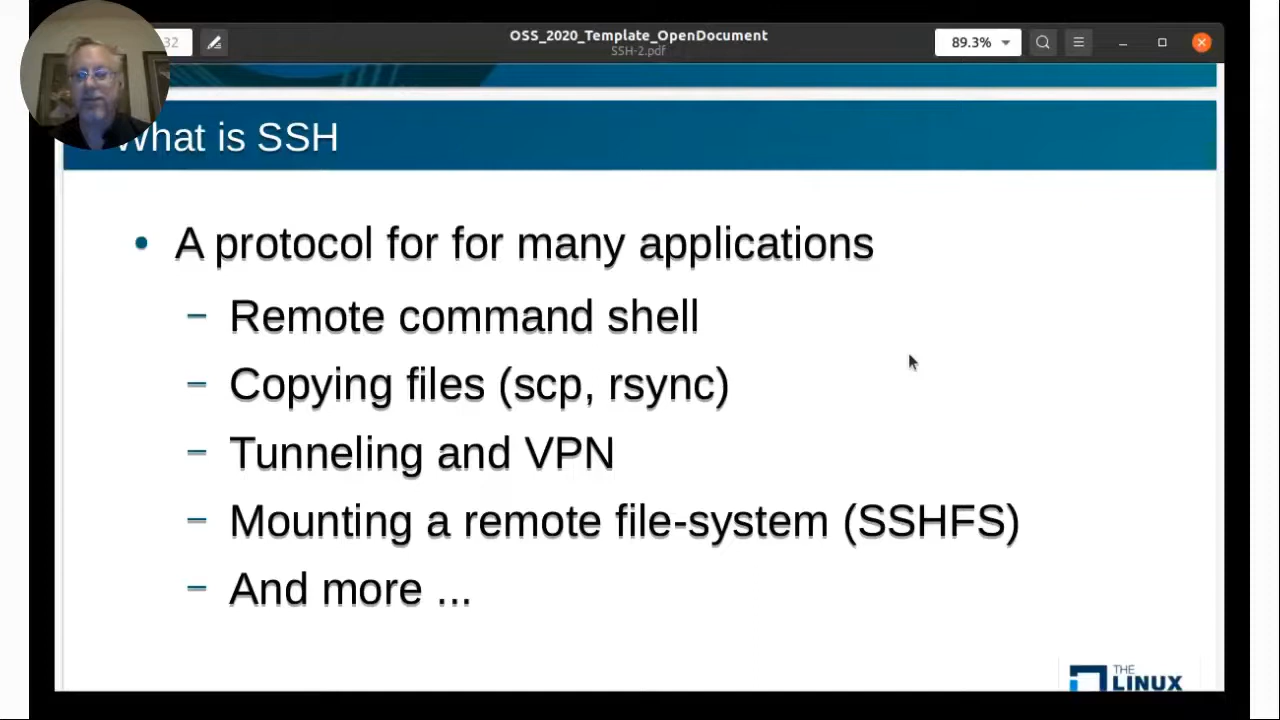 32
OSS_2020_Template_OpenDocument
SSH-2.pdf
89.3%
What is SSH
• A protocol for for many applications
– Remote command shell
– Copying files (scp, rsync)
– Tunneling and VPN
– Mounting a remote file-system (SSHFS)
– And more ...
THE
LINUX